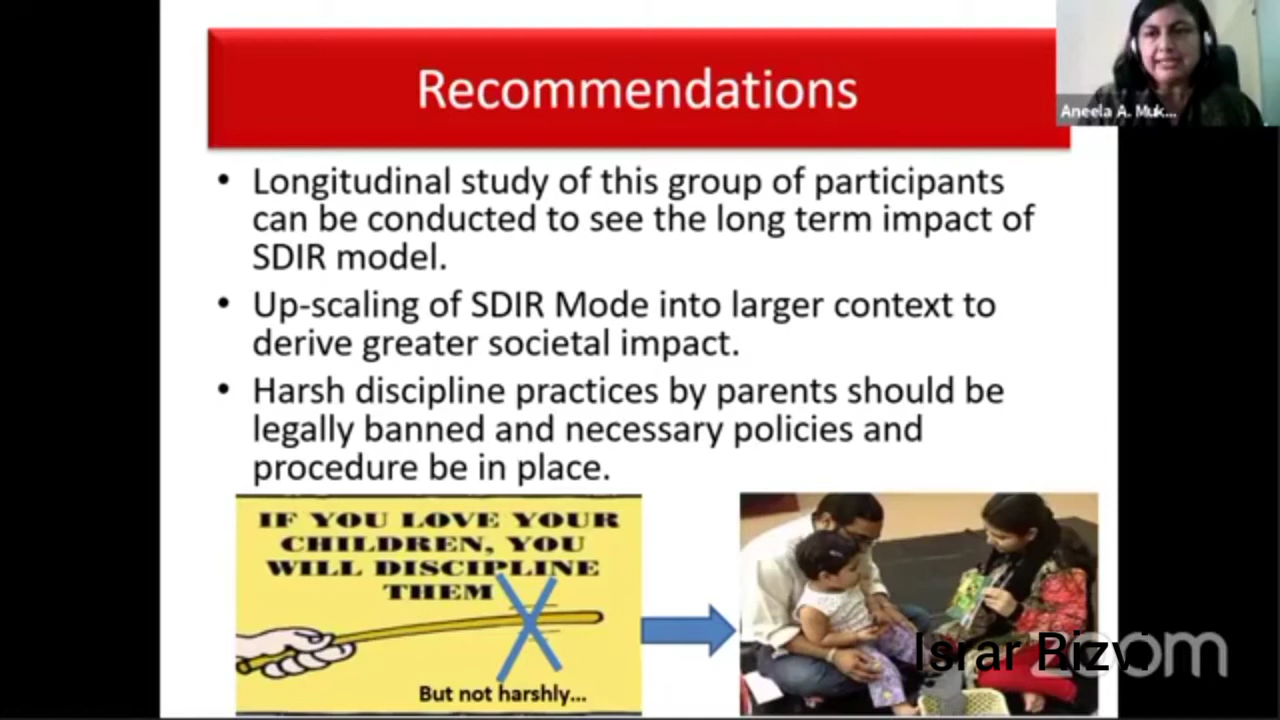 Recommendations
Aneela A. Muk...
• Longitudinal study of this group of participants
can be conducted to see the long term impact of
SDIR model.
• Up-scaling of SDIR Mode into larger context to
derive greater societal impact.
• Harsh discipline practices by parents should be
legally banned and necessary policies and
procedure be in place.
IF YOU LOVE YOUR
CHILDREN, YOU
WILL DISCIPLINE
THEM
But not harshly...
Israr Rizvi
zoom